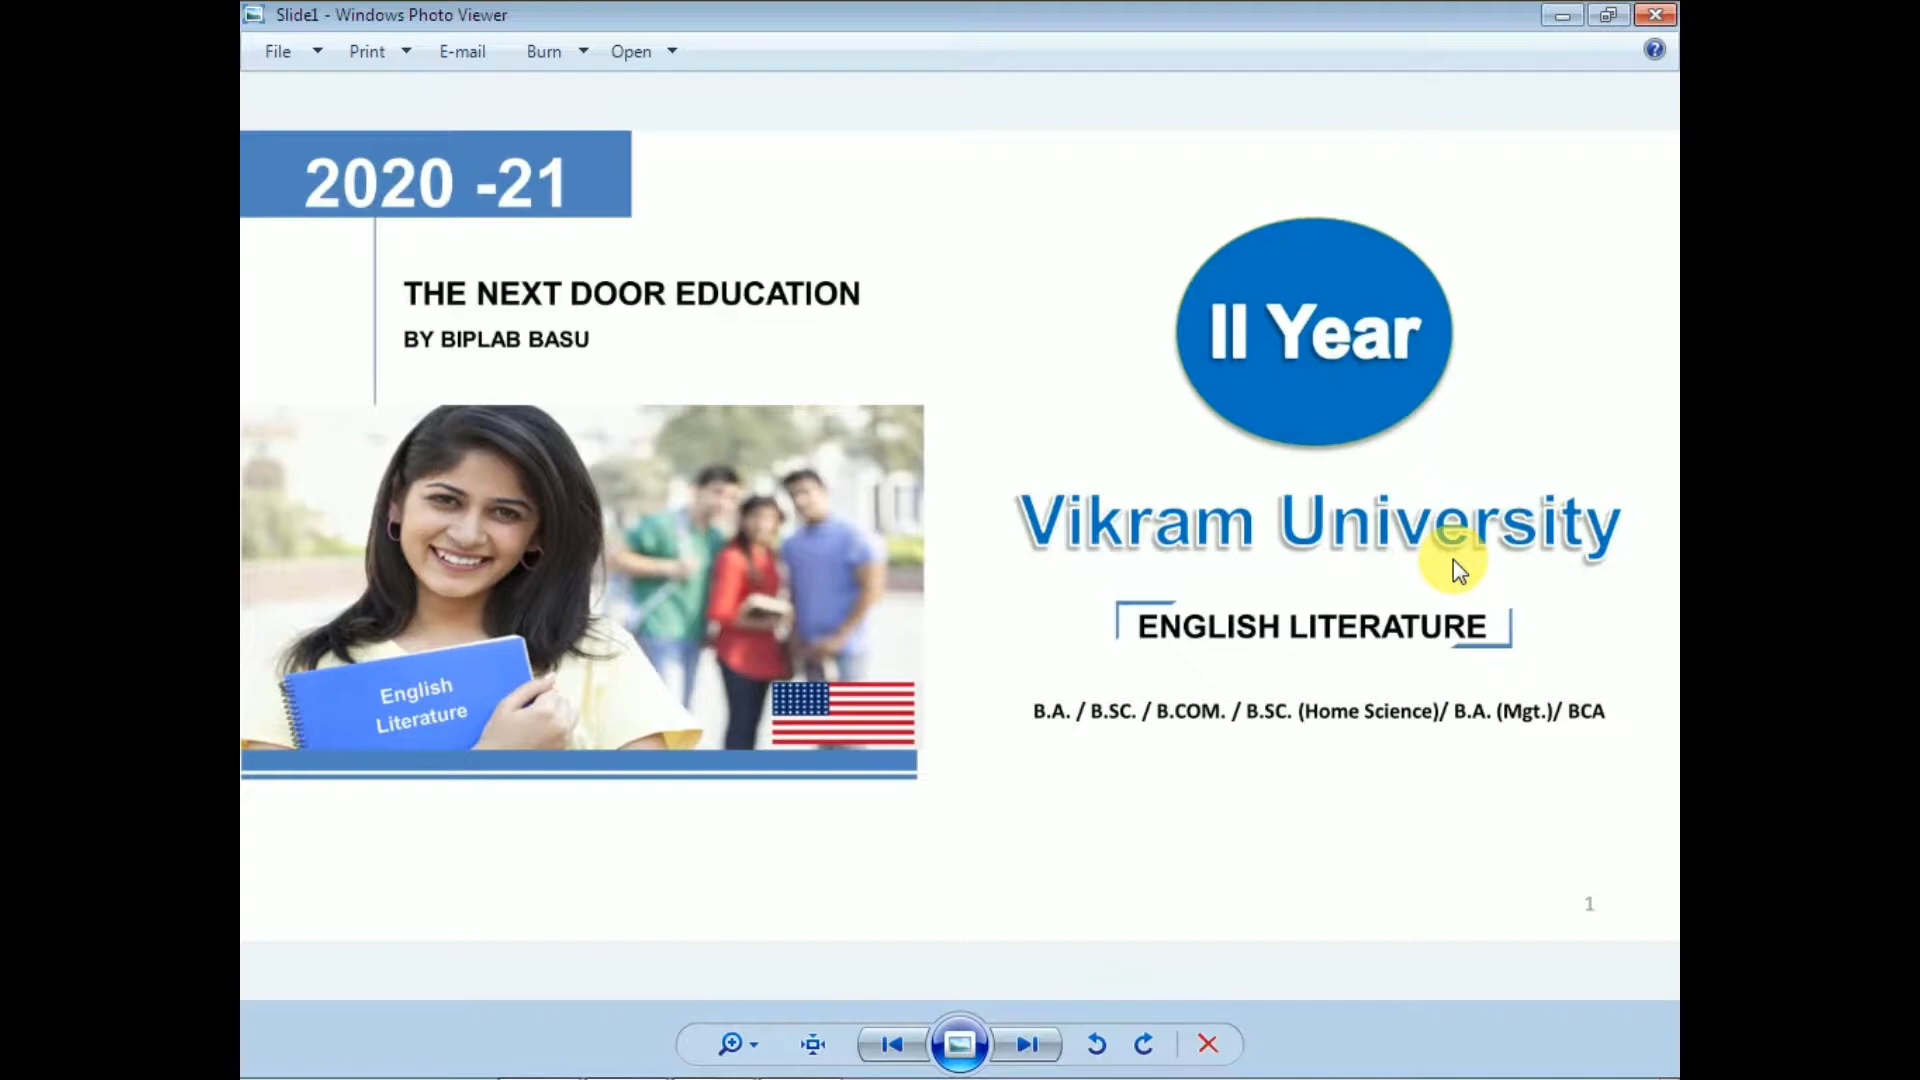 Slide1 - Windows Photo Viewer
File Print E-mail Burn Open
2020 -21
THE NEXT DOOR EDUCATION
BY BIPLAB BASU
English
Literature
II Year
Vikram University
ENGLISH LITERATURE
B.A. / B.SC. / B.COM. / B.SC. (Home Science)/ B.A. (Mgt.)/ BCA
1